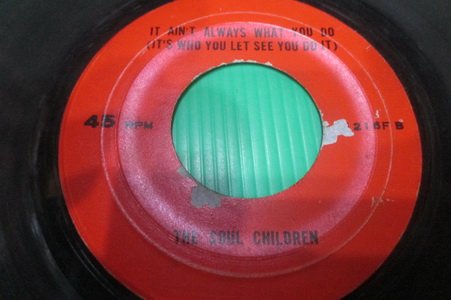 IT AIN'T ALWAYS WHAT YOU DO
(IT'S WHO YOU LET SEE YOU DO IT)
45 RPM
216F B
THE SOUL CHILDREN